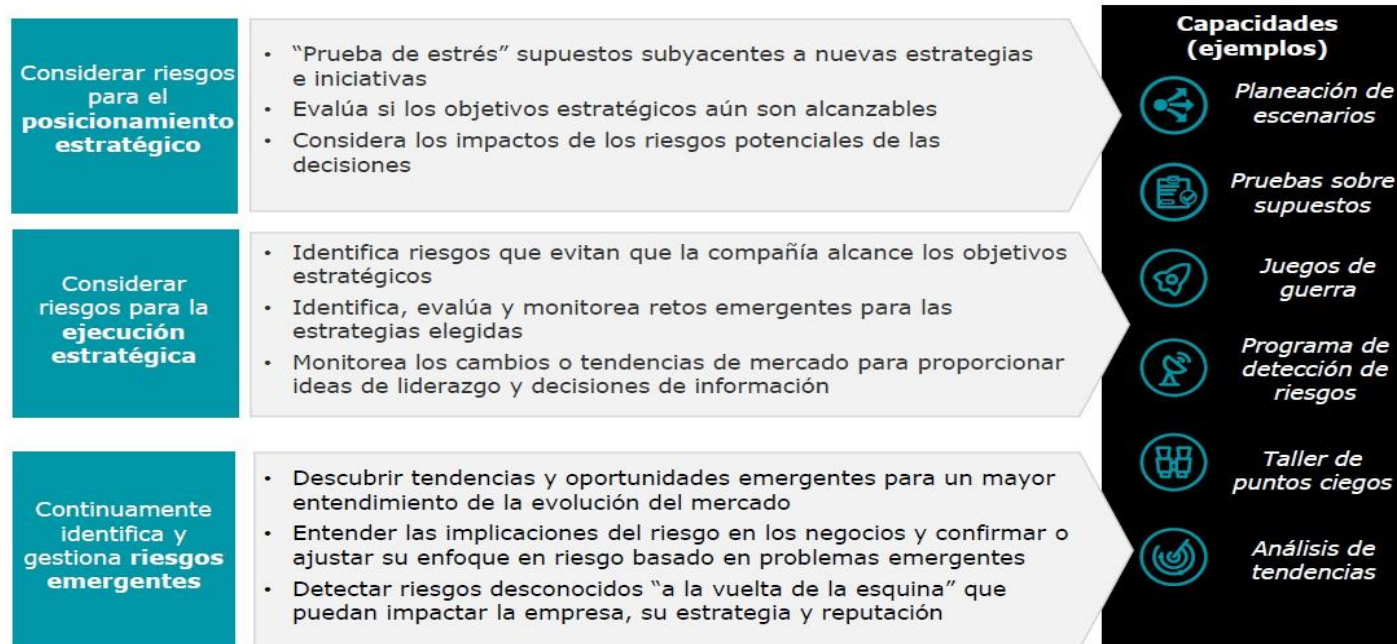 Considerar riesgos
para el
posicionamiento
estratégico
• “Prueba de estrés” supuestos subyacentes a nuevas estrategias
e iniciativas
• Evalúa si los objetivos estratégicos aún son alcanzables
• Considera los impactos de los riesgos potenciales de las
decisiones
Considerar
riesgos para la
ejecución
estratégica
• Identifica riesgos que evitan que la compañía alcance los objetivos
estratégicos
• Identifica, evalúa y monitorea retos emergentes para las
estrategias elegidas
• Monitorea los cambios o tendencias de mercado para proporcionar
ideas de liderazgo y decisiones de información
Continuamente
identifica y
gestiona riesgos
emergentes
• Descubrir tendencias y oportunidades emergentes para un mayor
entendimiento de la evolución del mercado
• Entender las implicaciones del riesgo en los negocios y confirmar o
ajustar su enfoque en riesgo basado en problemas emergentes
• Detectar riesgos desconocidos “a la vuelta de la esquina” que
puedan impactar la empresa, su estrategia y reputación
Capacidades
(ejemplos)
Planeación de
escenarios
Pruebas sobre
supuestos
Juegos de
guerra
Programa de
detección de
riesgos
Taller de
puntos ciegos
Análisis de
tendencias